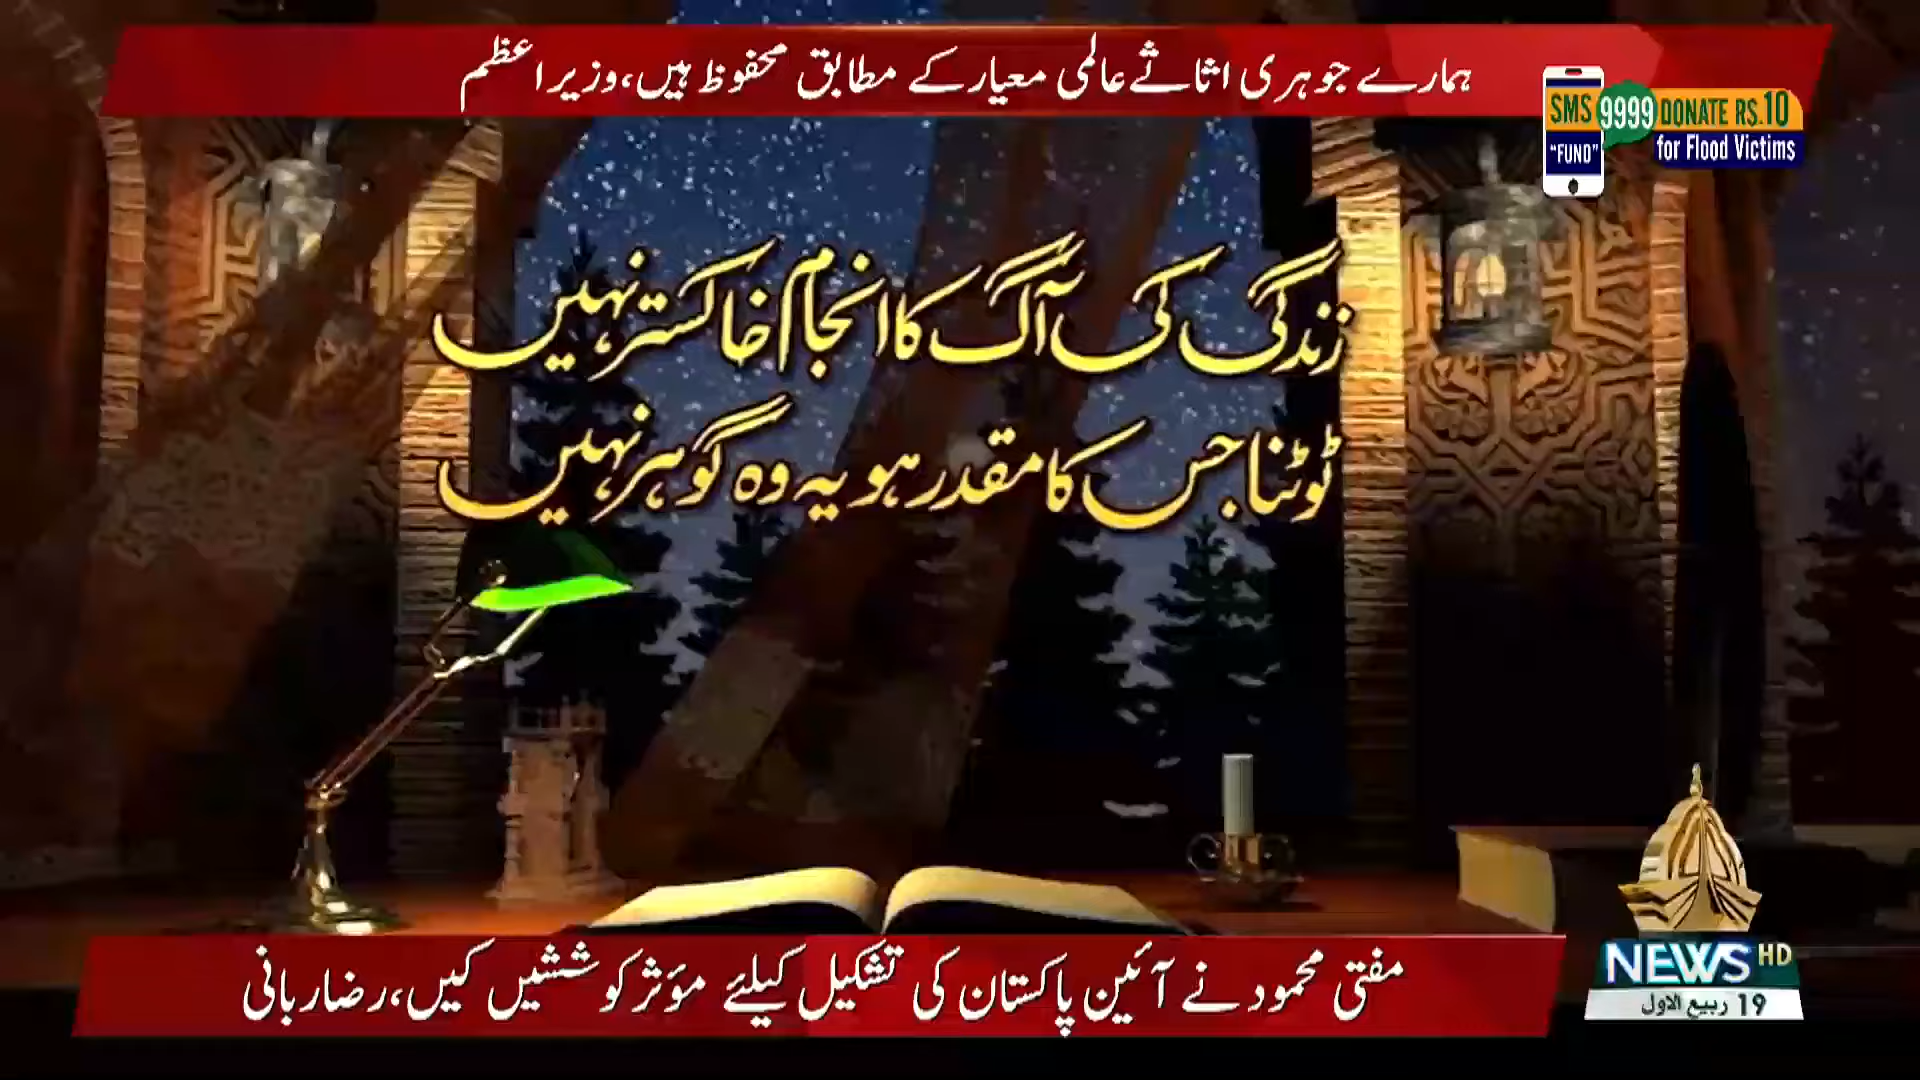 ہمارے جوہری اثاثے عالمی معیار کے مطابق محفوظ ہیں، وزیراعظم
SMS 9999 DONATE RS.10
"FUND" for Flood Victims
زندگی کی آگ کا انجام خاکستر نہیں
ٹوٹنا جس کا مقدر ہو یہ وہ گوہر نہیں
مفتی محمود نے آئین پاکستان کی تشکیل کیلئے مؤثر کوششیں کیں، رضا ربانی
NEWS HD
19 ربیع الاول